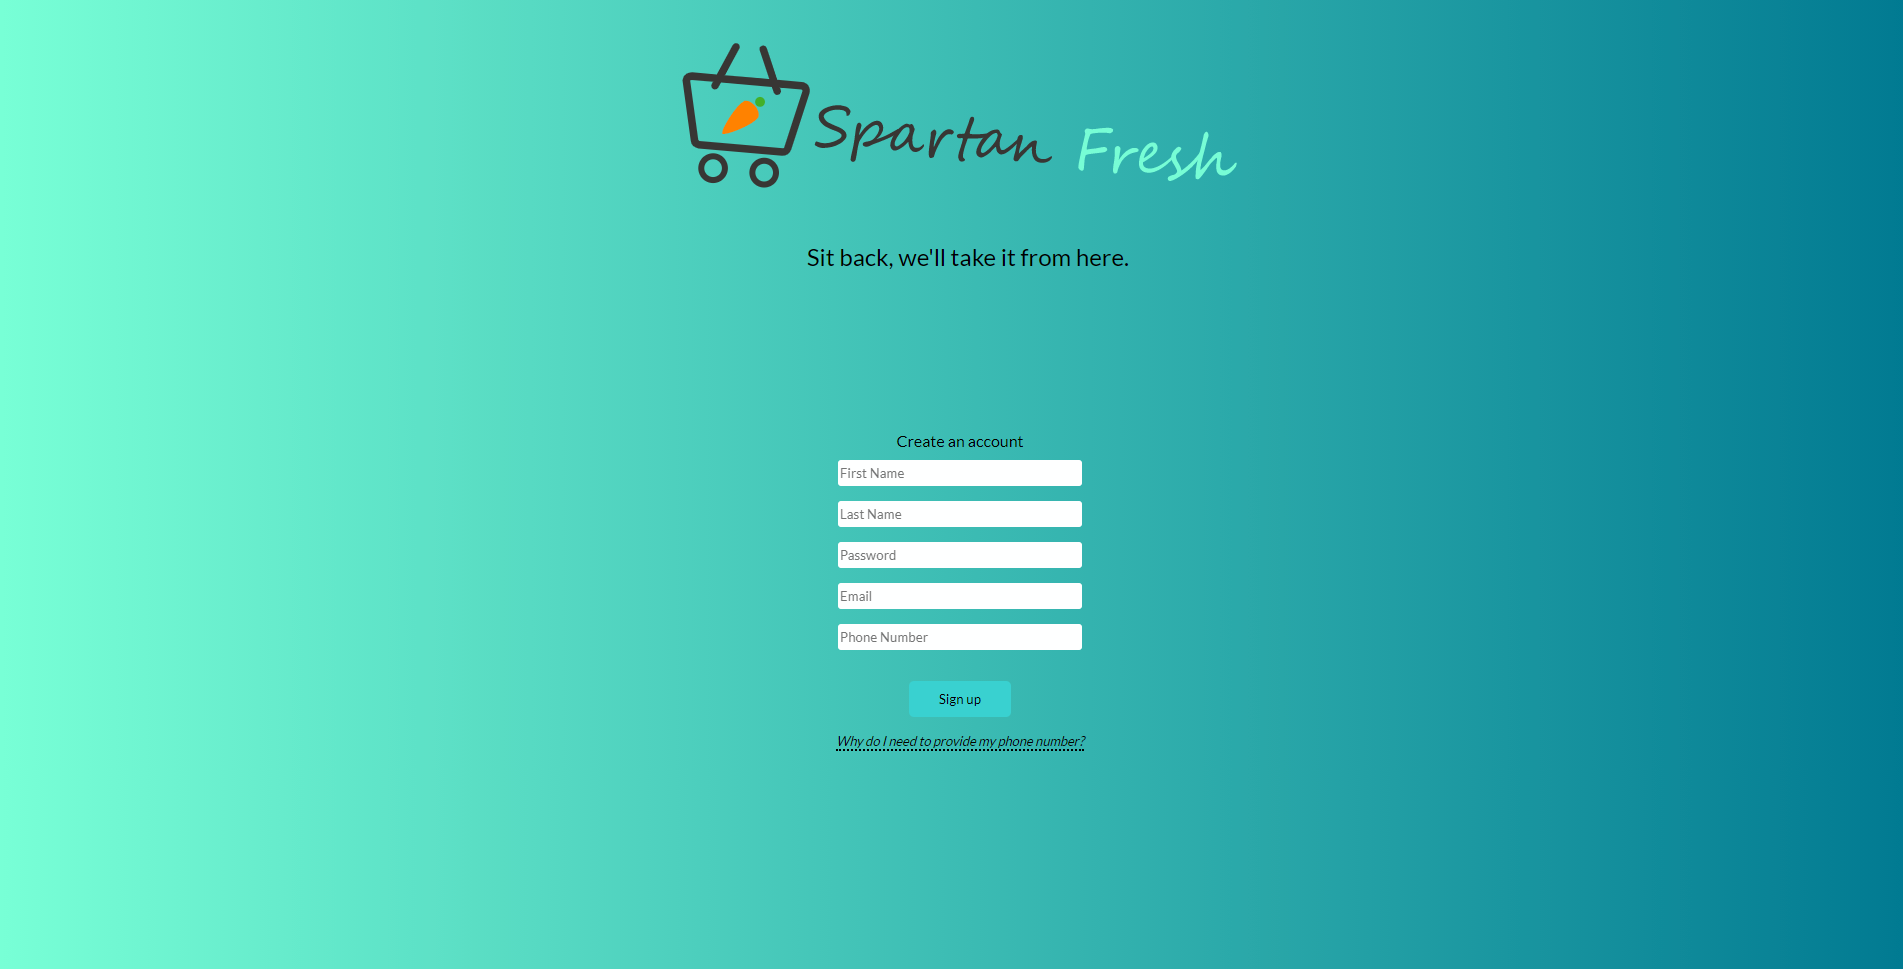 Spartan Fresh
Sit back, we'll take it from here.
Create an account
First Name
Last Name
Password
Email
Phone Number
Sign up
Why do I need to provide my phone number?